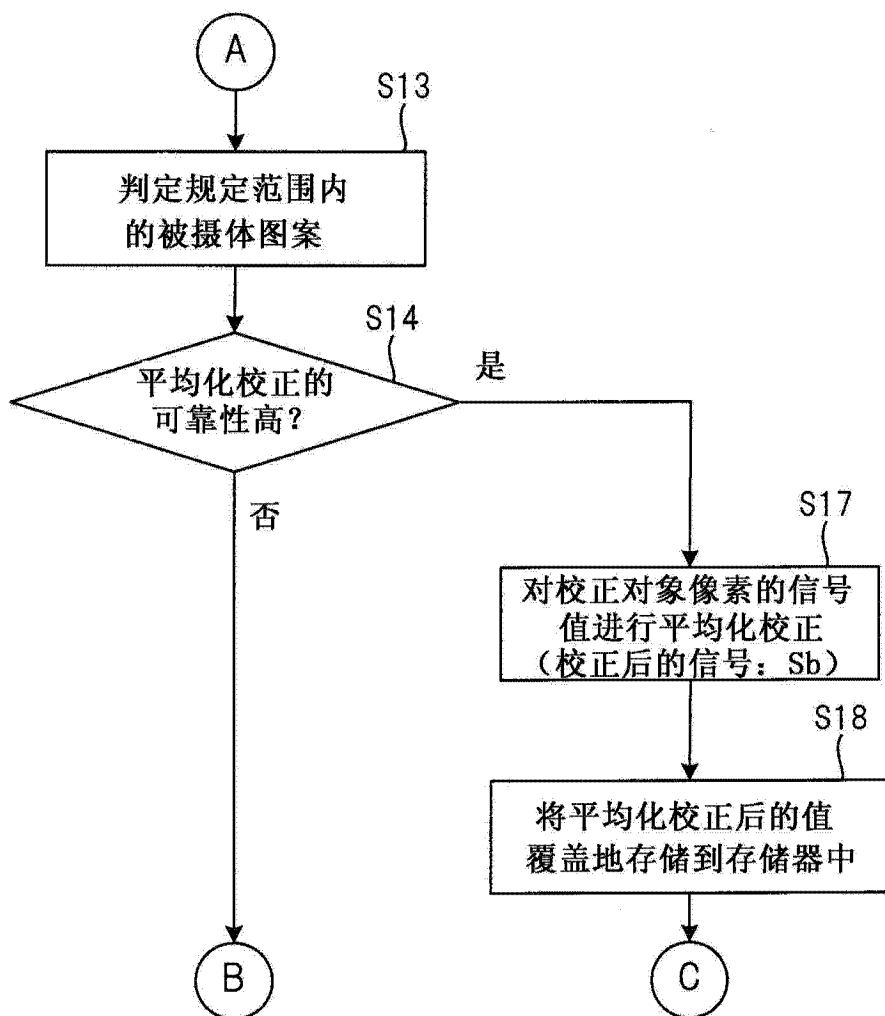 A
S13
判定规定范围内
的被摄体图案
S14
平均化校正的
可靠性高?
是
否
S17
对校正对象像素的信号
值进行平均化校正
(校正后的信号: Sb)
S18
将平均化校正后的值
覆盖地存储到存储器中
B
C